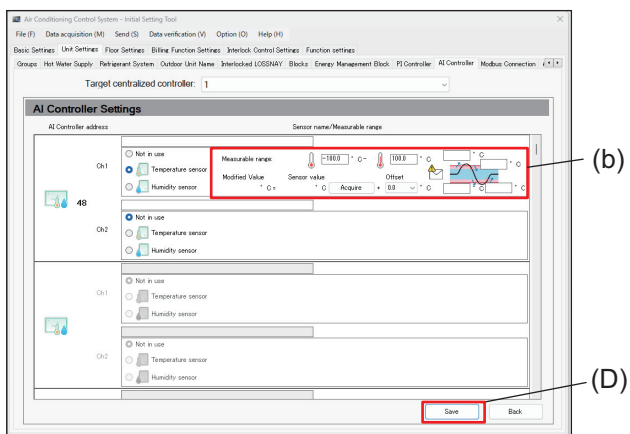 Air Conditioning Control System - Initial Setting Tool
File (F) Data acquisition (M) Send (S) Data verification (V) Option (O) Help (H)
Basic Settings Unit Settings Floor Settings Billing Function Settings Interlock Control Settings Function settings
Groups Hot Water Supply Refrigerant System Outdoor Unit Name Interlocked LOSSNAY Blocks Energy Management Block PI Controller AI Controller Modbus Connection
Target centralized controller: 1
AI Controller Settings
AI Controller address Sensor name/Measurable range
Ch1
Not in use
Temperature sensor
Humidity sensor
Measurable range: -100.0 ° C - 100.0 ° C ° C ° C
Modified Value Sensor value Offset
° C = ° C Acquire + 0.0 ° C ° C ° C
(b)
48
Ch2
Not in use
Temperature sensor
Humidity sensor
Ch1
Not in use
Temperature sensor
Humidity sensor
Ch2
Not in use
Temperature sensor
Humidity sensor
(D)
Save Back